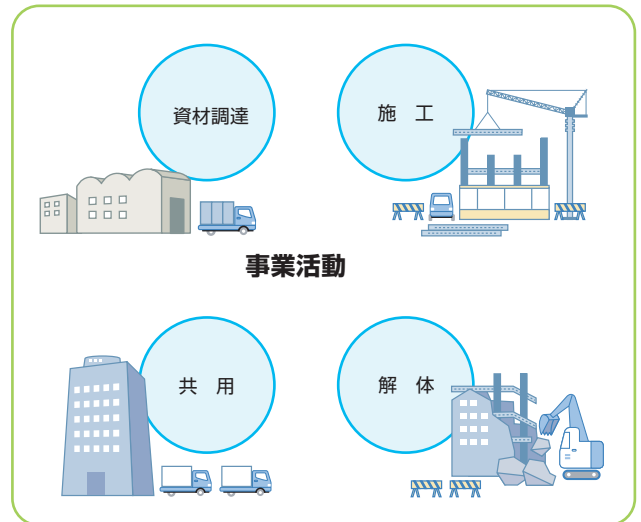 資材調達
施 工
事業活動
共 用
解 体